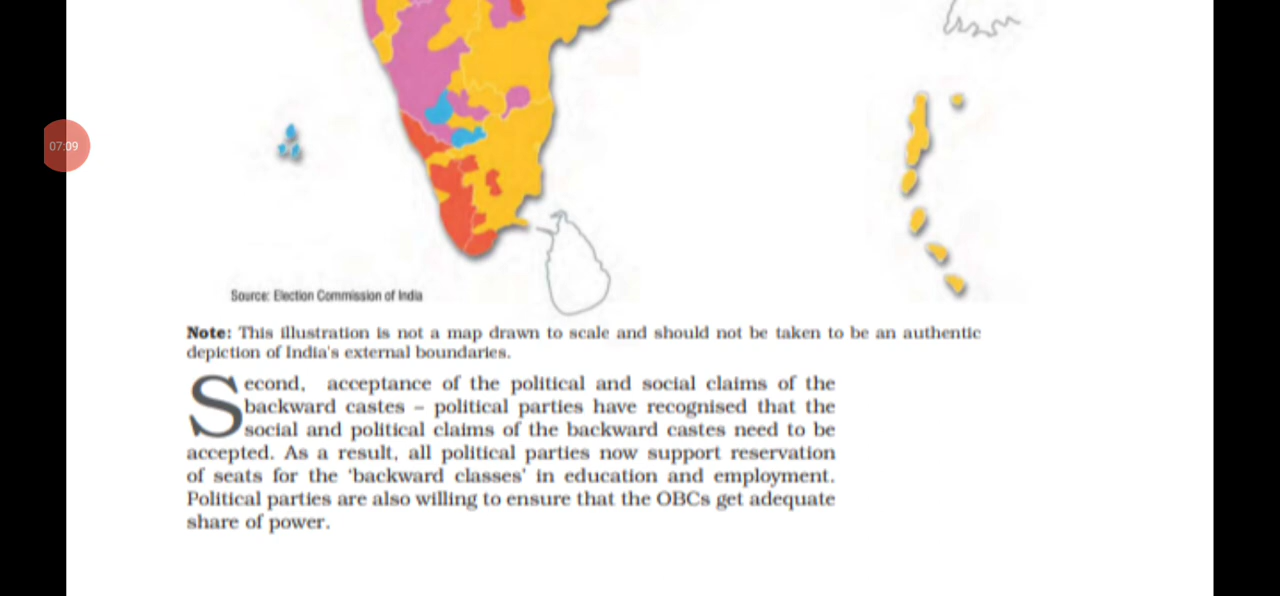 07:09
Source: Election Commission of India
Note: This illustration is not a map drawn to scale and should not be taken to be an authentic
depiction of India's external boundaries.
Second, acceptance of the political and social claims of the
backward castes – political parties have recognised that the
social and political claims of the backward castes need to be
accepted. As a result, all political parties now support reservation
of seats for the 'backward classes' in education and employment.
Political parties are also willing to ensure that the OBCs get adequate
share of power.